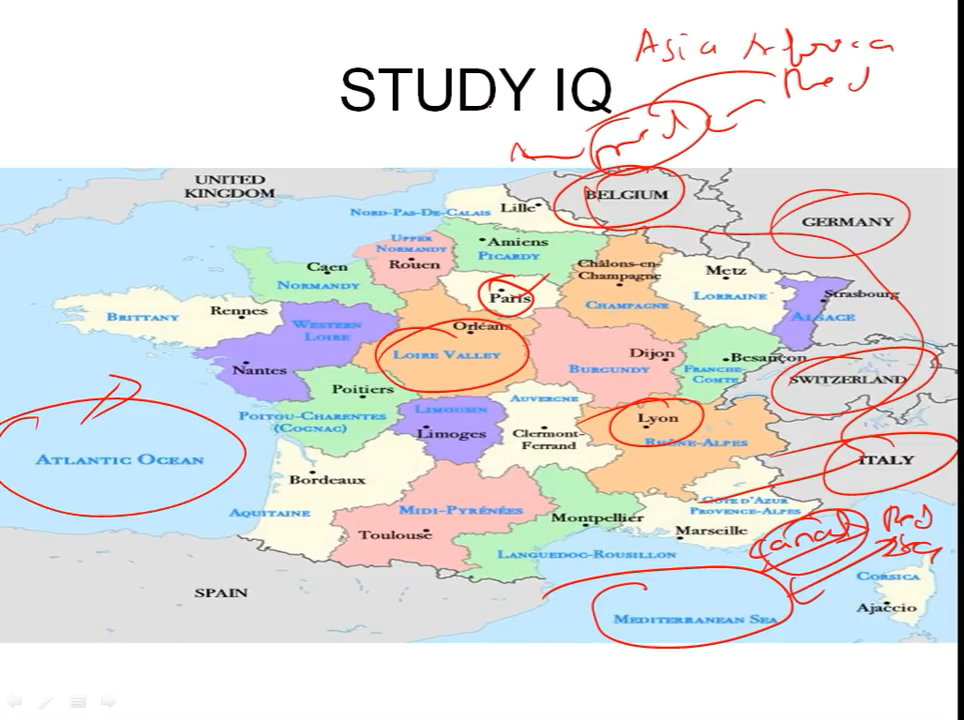 Asia Africa
Red
STUDY IQ
BELGIUM
UNITED
KINGDOM
Lille
NORD-PAS-DE-CALAIS
GERMANY
UPPER
NORMANDY
Amiens
PICARDY
Caen
Rouen
NORMANDY
Châlons-en-
Champagne
Metz
LORRAINE
Paris
CHAMPAGNE
Strasbourg
ALSACE
BRITTANY
Rennes
WESTERN
LOIRE
Orléans
LOIRE VALLEY
Dijon
BURGUNDY
Besançon
FRANCHE-
COMTE
SWITZERLAND
Nantes
Poitiers
POITOU-CHARENTES
(COGNAC)
LIMOUSIN
Limoges
AUVERGNE
Clermont-
Ferrand
Lyon
RHÔNE-ALPES
ATLANTIC OCEAN
ITALY
Bordeaux
AQUITAINE
MIDI-PYRÉNÉES
Toulouse
Montpellier
LANGUEDOC-ROUSILLON
CÔTE D'AZUR
PROVENCE-ALPES
Marseille
canal
Red
Sea
CORSICA
Ajaccio
SPAIN
MEDITERRANEAN SEA